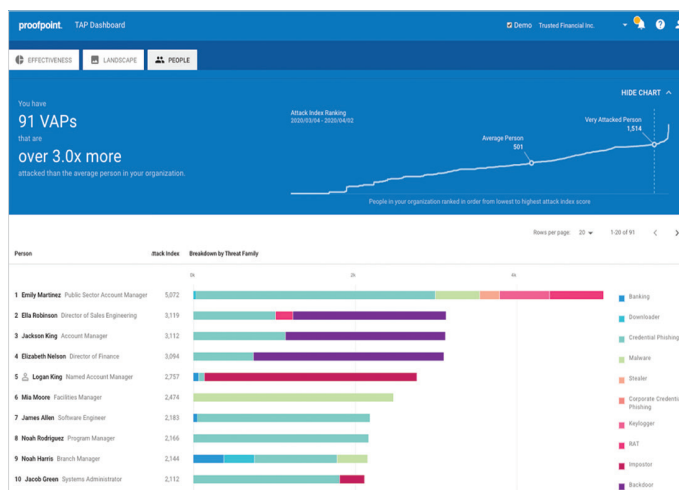 proofpoint. TAP Dashboard
Demo Trusted Financial Inc.
EFFECTIVENESS LANDSCAPE PEOPLE
HIDE CHART
You have
91 VAPs
that are
over 3.0x more
attacked than the average person in your organization.
Attack Index Ranking
2020/03/04 - 2020/04/02
Very Attacked Person
1,514
Average Person
501
People in your organization ranked in order from lowest to highest attack index score
Rows per page: 20 1-20 of 91
Person ttack Index Breakdown by Threat Family
1 Emily Martinez Public Sector Account Manager 5,072
2 Ella Robinson Director of Sales Engineering 3,119
3 Jackson King Account Manager 3,112
4 Elizabeth Nelson Director of Finance 3,094
5 Logan King Named Account Manager 2,757
6 Mia Moore Facilities Manager 2,474
7 James Allen Software Engineer 2,183
8 Noah Rodriguez Program Manager 2,166
9 Noah Harris Branch Manager 2,144
10 Jacob Green Systems Administrator 2,112
Banking
Downloader
Credential Phishing
Malware
Stealer
Corporate Credential
Phishing
Keylogger
RAT
Impostor
Backdoor